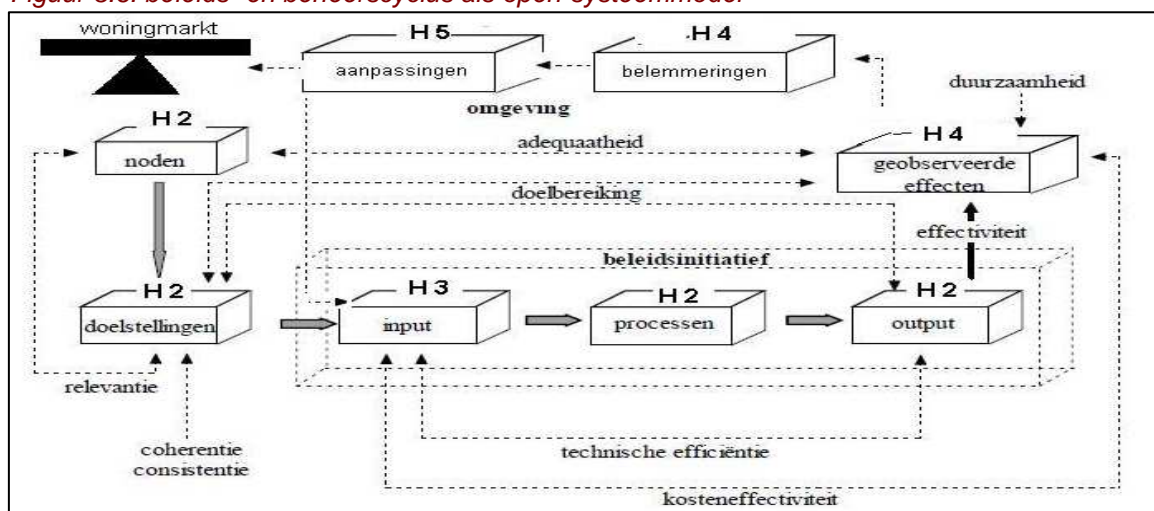 Figuur 3.3: beleids- en beheerscyclus als open-systeemmodel
woningmarkt
H 5
aanpassingen
H 4
belemmeringen
duurzaamheid
omgeving
H 2
noden
adequaatheid
H 4
geobserveerde
effecten
doelbereiking
effectiviteit
beleidsinitiatief
H 2
doelstellingen
H 3
input
H 2
processen
H 2
output
relevantie
coherentie
consistentie
technische efficiëntie
kosteneffectiviteit